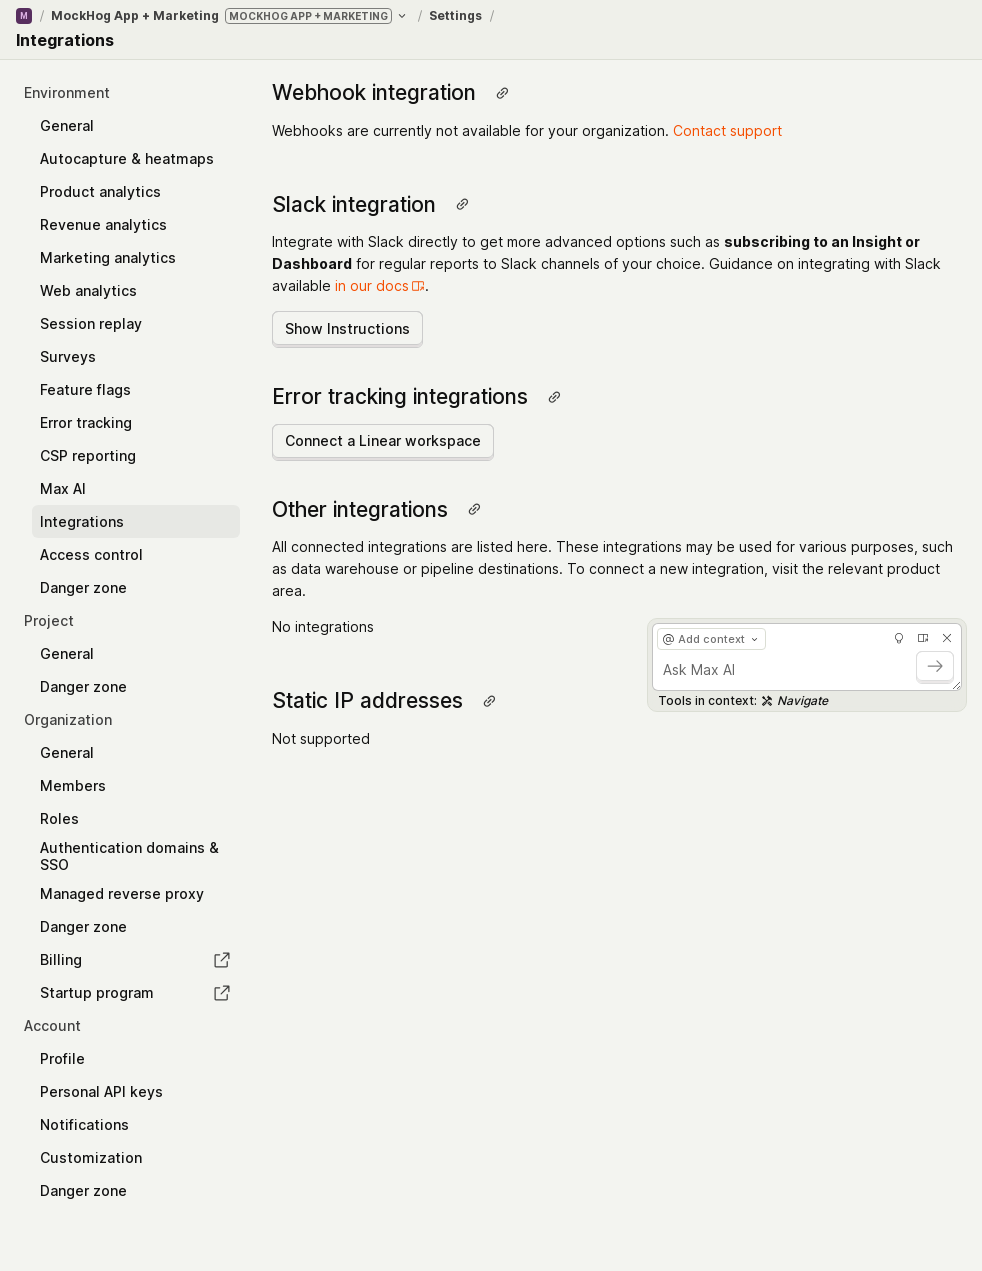 M / MockHog App + Marketing MOCKHOG APP + MARKETING / Settings /
Integrations
Environment
General
Autocapture & heatmaps
Product analytics
Revenue analytics
Marketing analytics
Web analytics
Session replay
Surveys
Feature flags
Error tracking
CSP reporting
Max AI
Integrations
Access control
Danger zone
Project
General
Danger zone
Organization
General
Members
Roles
Authentication domains &
SSO
Managed reverse proxy
Danger zone
Billing
Startup program
Account
Profile
Personal API keys
Notifications
Customization
Danger zone
Webhook integration
Webhooks are currently not available for your organization. Contact support
Slack integration
Integrate with Slack directly to get more advanced options such as subscribing to an Insight or
Dashboard for regular reports to Slack channels of your choice. Guidance on integrating with Slack
available in our docs.
Show Instructions
Error tracking integrations
Connect a Linear workspace
Other integrations
All connected integrations are listed here. These integrations may be used for various purposes, such
as data warehouse or pipeline destinations. To connect a new integration, visit the relevant product
area.
No integrations
Static IP addresses
Not supported
@ Add context
Ask Max AI
Tools in context: Navigate